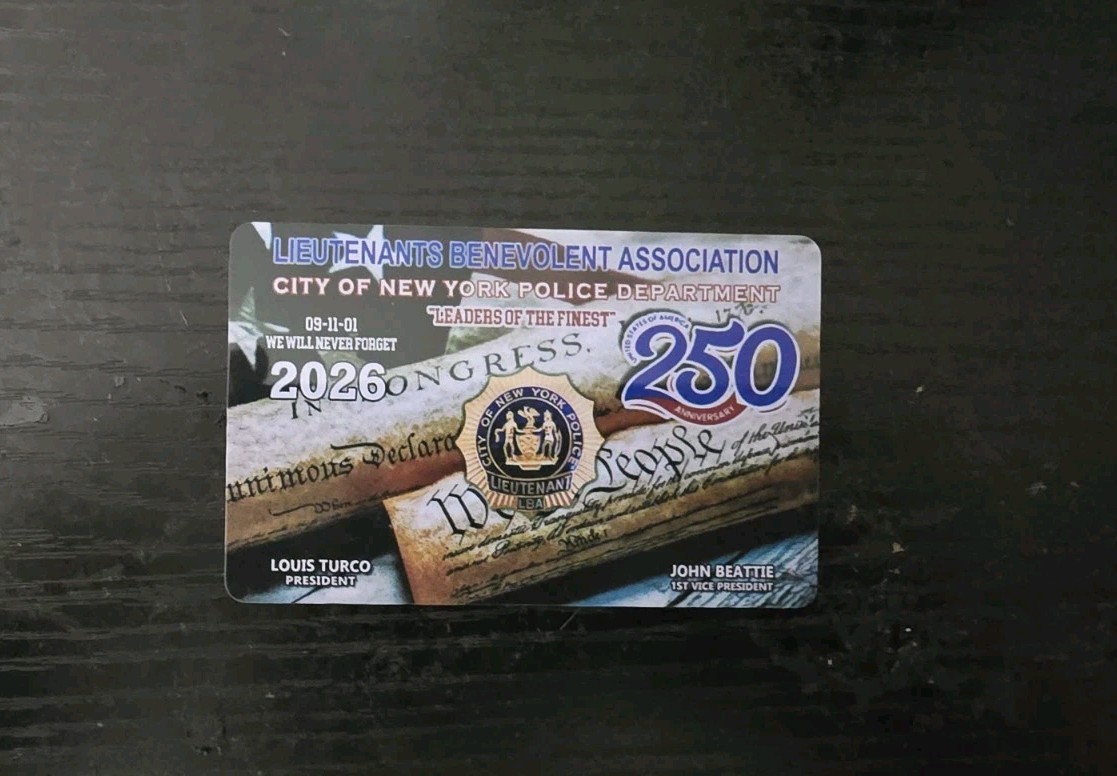 LIEUTENANTS BENEVOLENT ASSOCIATION
CITY OF NEW YORK POLICE DEPARTMENT
"LEADERS OF THE FINEST"
09-11-01
WE WILL NEVER FORGET
2026
UNITED STATES OF AMERICA
250
ANNIVERSARY
IN CONGRESS.
unimous Declara
We People of the
CITY OF NEW YORK POLICE
LIEUTENANT
LBA
LOUIS TURCO
PRESIDENT
JOHN BEATTIE
1ST VICE PRESIDENT